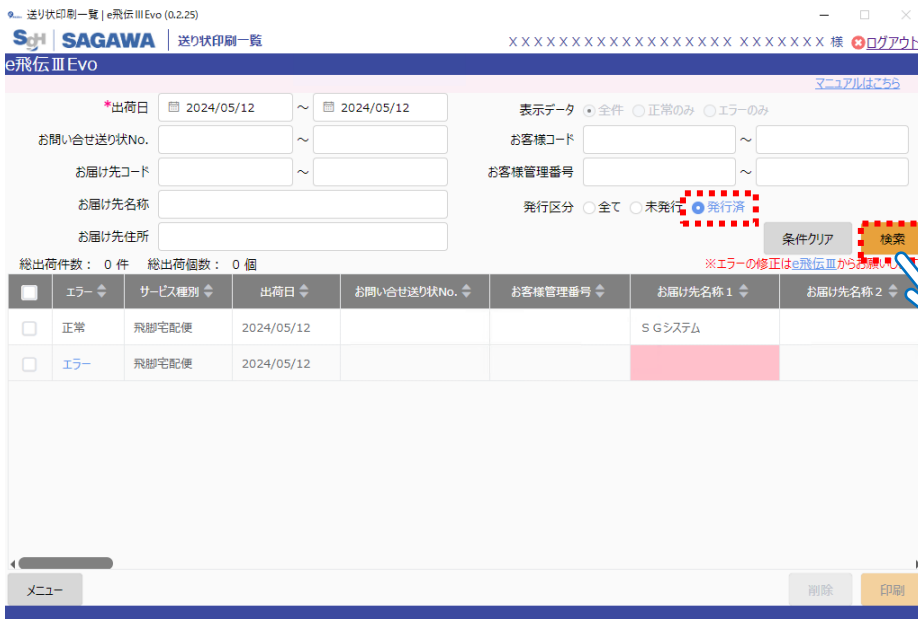 送り状印刷一覧 | e飛伝ⅢEvo (0.2.25)
SGH SAGAWA 送り状印刷一覧 XXXXXXXXXXXXXXXXXX XXXXXXX 様 ログアウト
e飛伝ⅢEvo
マニュアルはこちら
*出荷日 2024/05/12 ～ 2024/05/12 表示データ 全件 正常のみ エラーのみ
お問い合せ送り状No. ～ お客様コード ～
お届け先コード ～ お客様管理番号 ～
お届け先名称 発行区分 全て 未発行 発行済
お届け先住所 条件クリア 検索
総出荷件数： 0 件 総出荷個数： 0 個 ※エラーの修正はe飛伝Ⅲからお願いし
エラー サービス種別 出荷日 お問い合せ送り状No. お客様管理番号 お届け先名称１ お届け先名称２
正常 飛脚宅配便 2024/05/12 ＳＧシステム
エラー 飛脚宅配便 2024/05/12
メニュー 削除 印刷